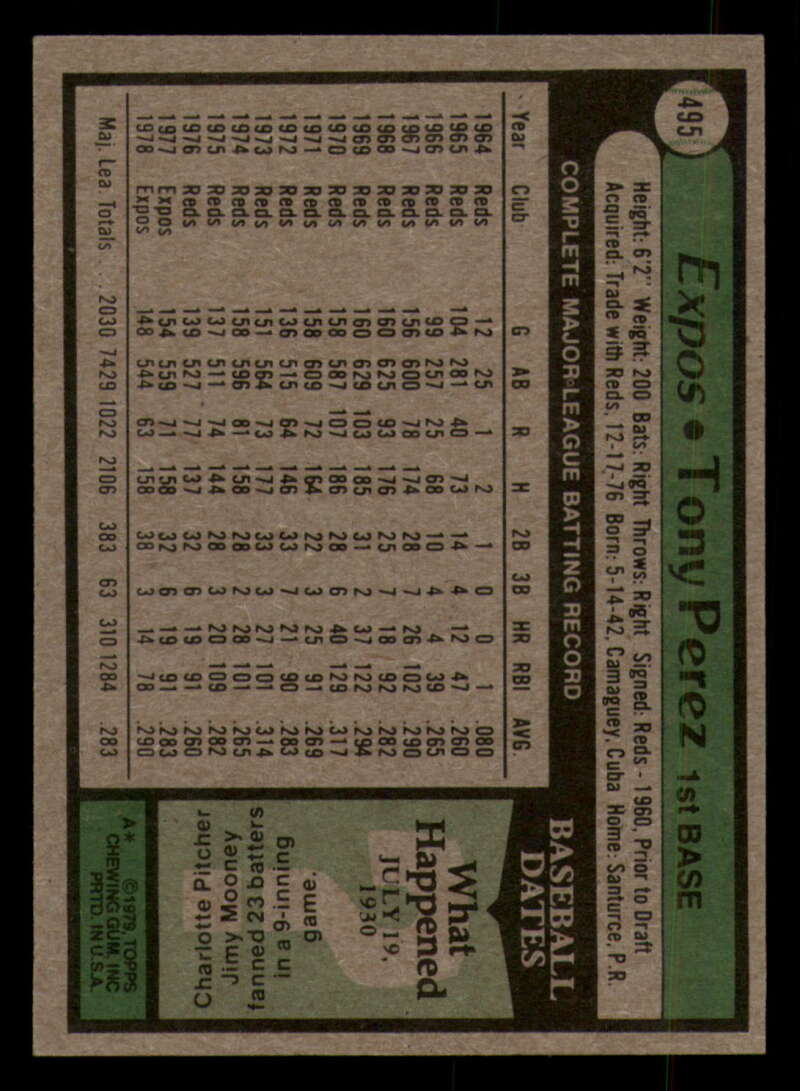 495
Expos • Tony Perez 1st BASE
Height: 6'2" Weight: 200 Bats: Right Throws: Right Signed: Reds - 1960, Prior to Draft
Acquired: Trade with Reds, 12-17-76 Born: 5-14-42, Camaguey, Cuba Home: Santurce, P.R.
COMPLETE MAJOR LEAGUE BATTING RECORD
Year Club G AB R H 2B 3B HR RBI AVG.
1964 Reds 12 25 1 2 1 0 0 1 .080
1965 Reds 104 281 40 73 14 4 12 47 .260
1966 Reds 99 257 25 68 10 4 4 39 .265
1967 Reds 156 600 78 174 28 7 26 102 .290
1968 Reds 160 625 93 176 25 7 18 92 .282
1969 Reds 160 629 103 185 31 2 37 122 .294
1970 Reds 158 587 107 186 28 6 40 129 .317
1971 Reds 158 609 72 164 22 3 25 91 .269
1972 Reds 136 515 64 146 33 7 21 90 .283
1973 Reds 151 564 73 177 33 3 27 101 .314
1974 Reds 158 596 81 158 28 2 28 101 .265
1975 Reds 137 511 74 144 28 3 20 109 .282
1976 Reds 139 527 77 137 32 6 19 91 .260
1977 Expos 154 559 71 158 32 6 19 91 .283
1978 Expos 148 544 63 158 38 3 14 78 .290
Maj. Lea. Totals . . 2030 7429 1022 2106 383 63 310 1284 .283
BASEBALL
DATES
What
Happened
JULY 19,
1930
Charlotte Pitcher
Jimy Mooney
fanned 23 batters
in a 9-inning
game.
A* ©1979, TOPPS
CHEWING GUM, INC
PRTD. IN U.S.A.